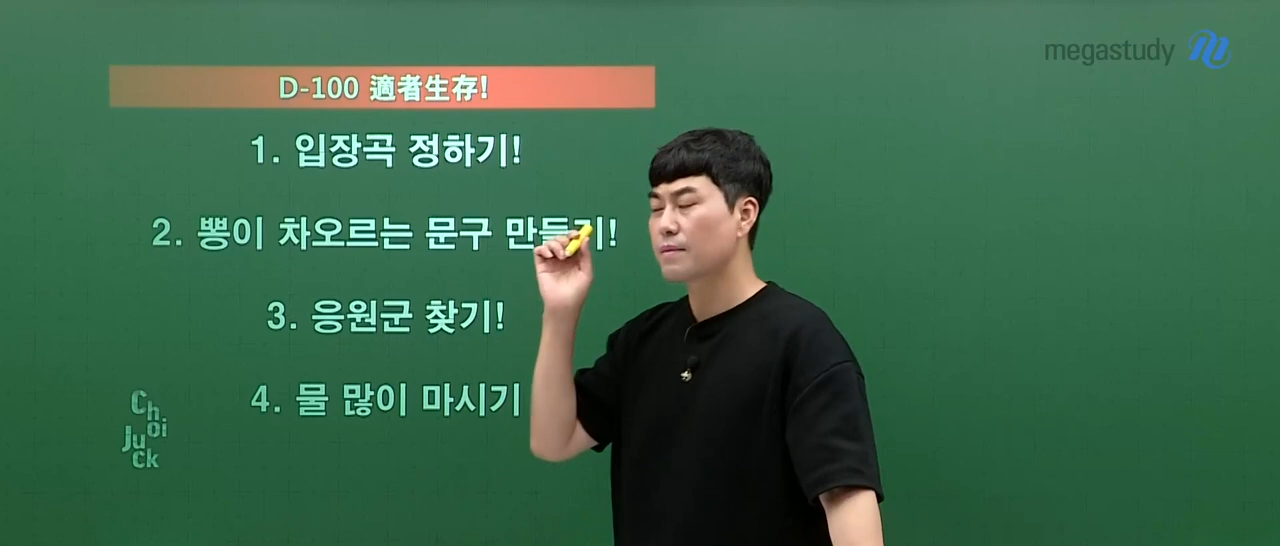 megastudy
D-100 適者生存!
1. 입장곡 정하기!
2. 뽕이 차오르는 문구 만들기!
3. 응원군 찾기!
4. 물 많이 마시기
Choi
Juck